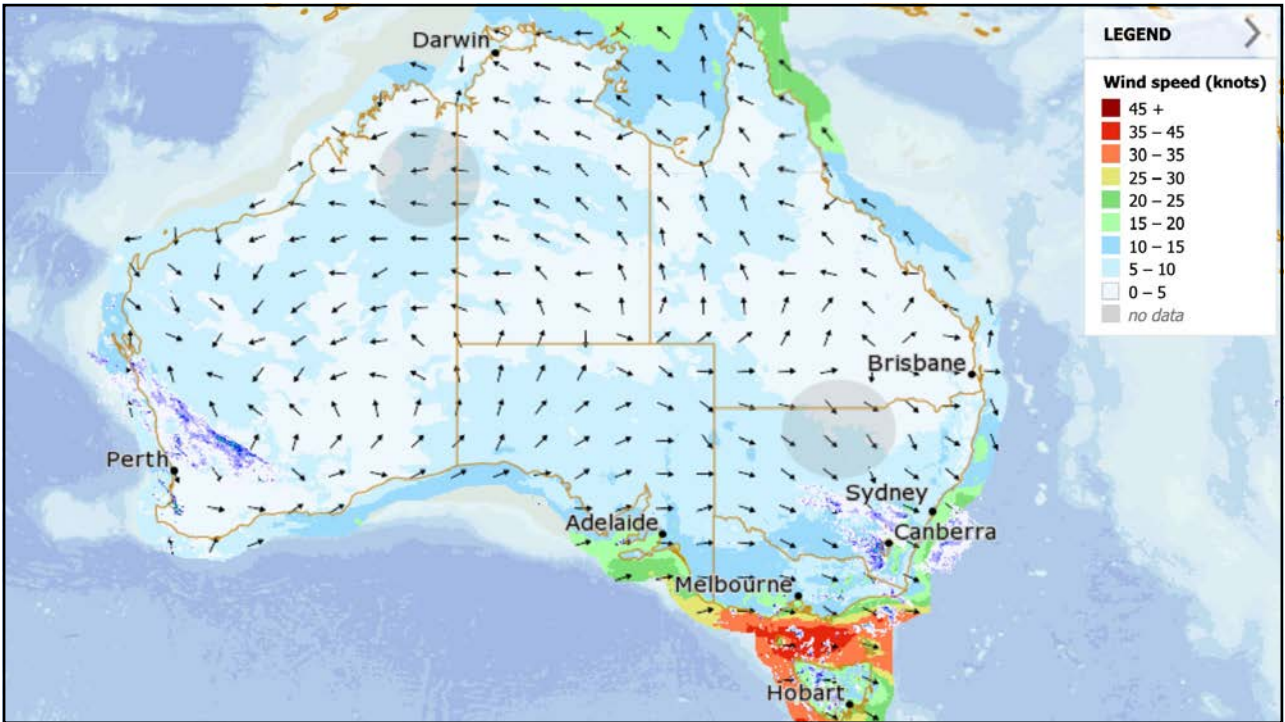 Darwin
LEGEND
Wind speed (knots)
45 +
35 – 45
30 – 35
25 – 30
20 – 25
15 – 20
10 – 15
5 – 10
0 – 5
no data
Brisbane
Perth
Sydney
Adelaide
Canberra
Melbourne
Hobart